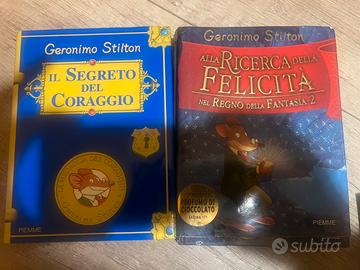 Geronimo Stilton
IL SEGRETO
DEL
CORAGGIO
PIEMME
Geronimo Stilton
ALLA RICERCA DELLA
FELICITÀ
NEL REGNO DELLA FANTASIA 2
PROFUMO DI
CIOCCOLATO
PIEMME
subito